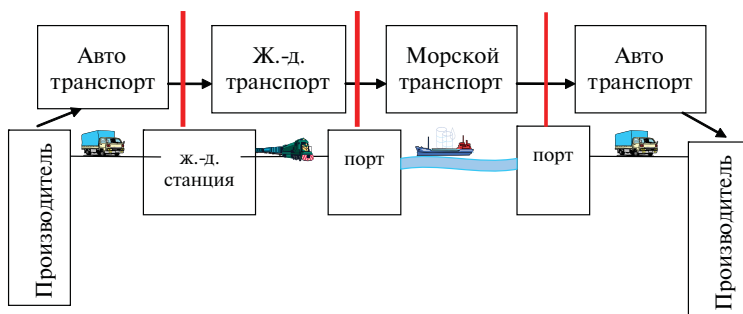 Авто
транспорт
Ж.-д.
транспорт
Морской
транспорт
Авто
транспорт
Производитель
ж.-д.
станция
порт
порт
Производитель